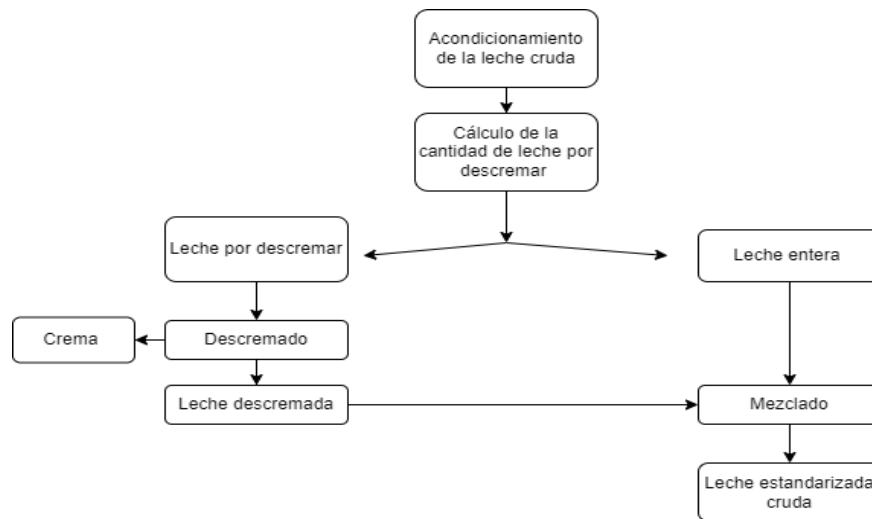 Acondicionamiento
de la leche cruda
Cálculo de la
cantidad de leche por
descremar
Leche por descremar
Leche entera
Crema
Descremado
Leche descremada
Mezclado
Leche estandarizada
cruda